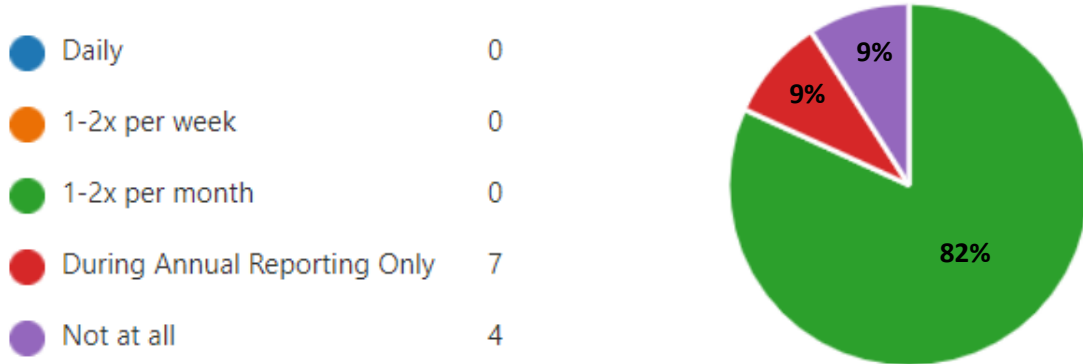 Daily 0
1-2x per week 0
1-2x per month 0
During Annual Reporting Only 7
Not at all 4
9%
9%
82%